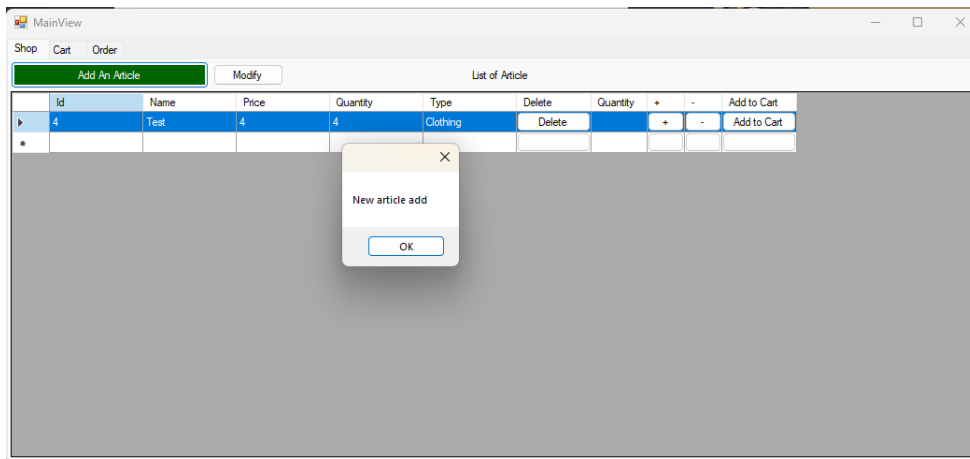 MainView
Shop Cart Order
Add An Article Modify List of Article
Id Name Price Quantity Type Delete Quantity + - Add to Cart
4 Test 4 4 Clothing Delete + - Add to Cart
New article add
OK